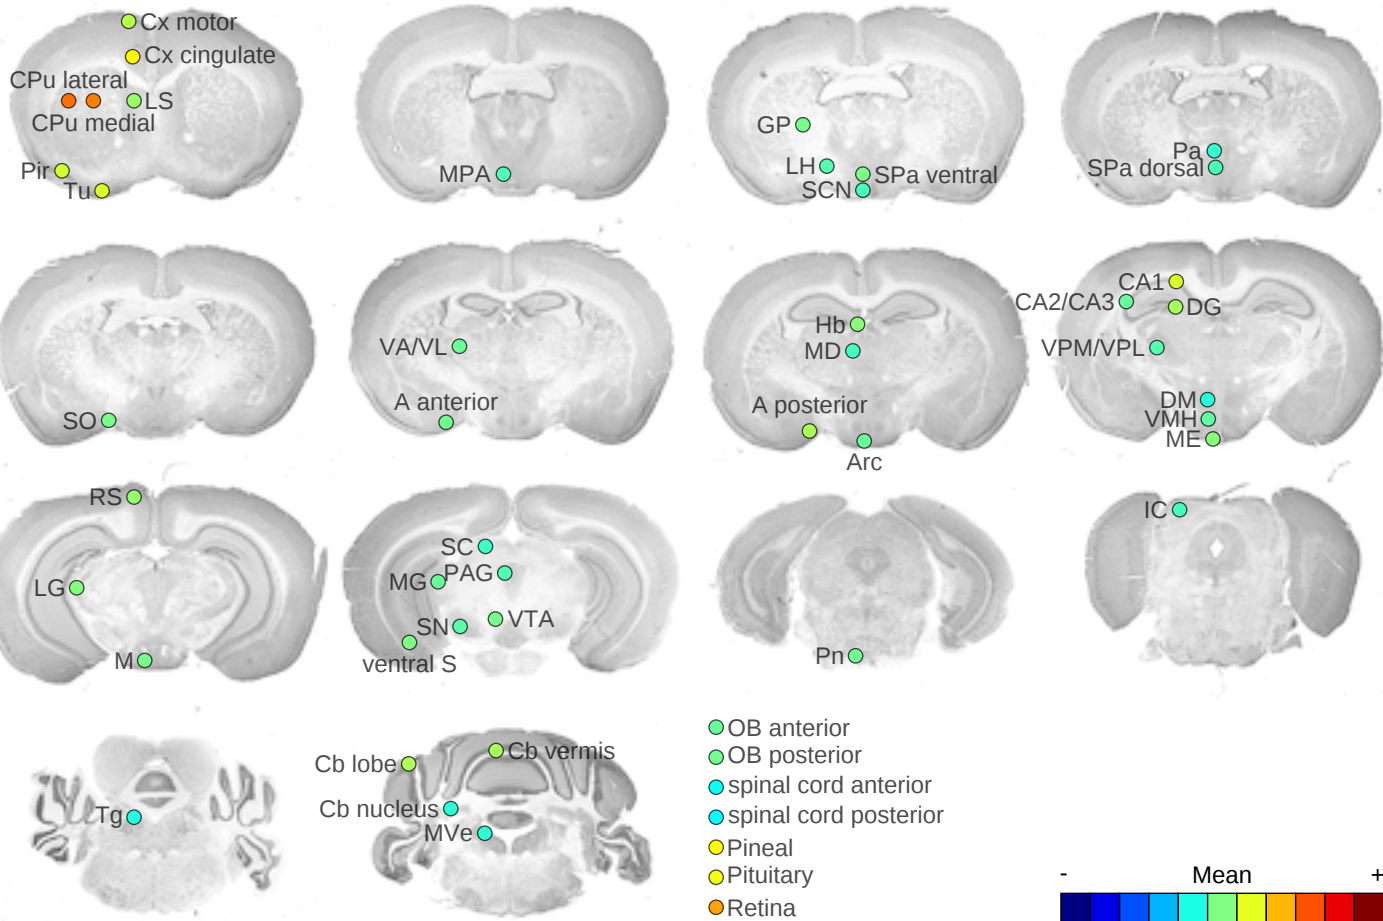 Cx motor
Cx cingulate
CPu lateral
LS
CPu medial
Pir
Tu
MPA
GP
LH
SPa ventral
SCN
Pa
SPa dorsal
SO
VA/VL
A anterior
Hb
MD
A posterior
Arc
CA1
CA2/CA3
DG
VPM/VPL
DM
VMH
ME
RS
LG
M
SC
PAG
MG
VTA
SN
ventral S
Pn
IC
Tg
Cb lobe
Cb vermis
Cb nucleus
MVe
OB anterior
OB posterior
spinal cord anterior
spinal cord posterior
Pineal
Pituitary
Retina
- Mean +